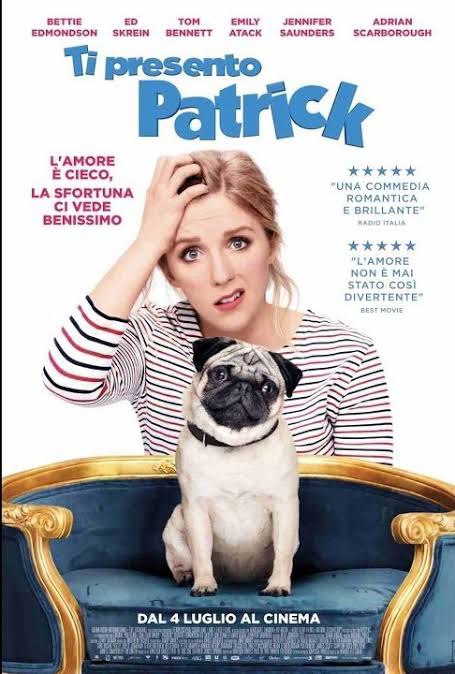 BETTIE EDMONDSON
ED SKREIN
TOM BENNETT
EMILY ATACK
JENNIFER SAUNDERS
ADRIAN SCARBOROUGH
Ti presento
Patrick
L'AMORE
È CIECO,
LA SFORTUNA
CI VEDE
BENISSIMO
"UNA COMMEDIA
ROMANTICA
E BRILLANTE"
RADIO ITALIA
"L'AMORE
NON È MAI
STATO COSÌ
DIVERTENTE"
BEST MOVIE
DAL 4 LUGLIO AL CINEMA